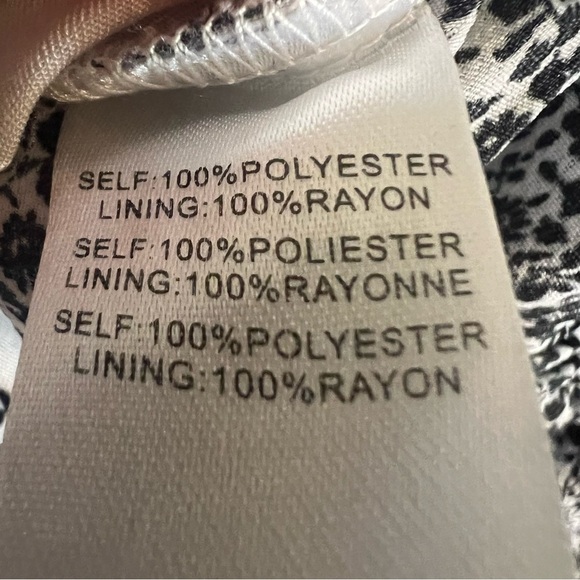 SELF:100%POLYESTER
LINING:100%RAYON
SELF:100%POLIESTER
LINING:100%RAYONNE
SELF:100%POLYESTER
LINING:100%RAYON